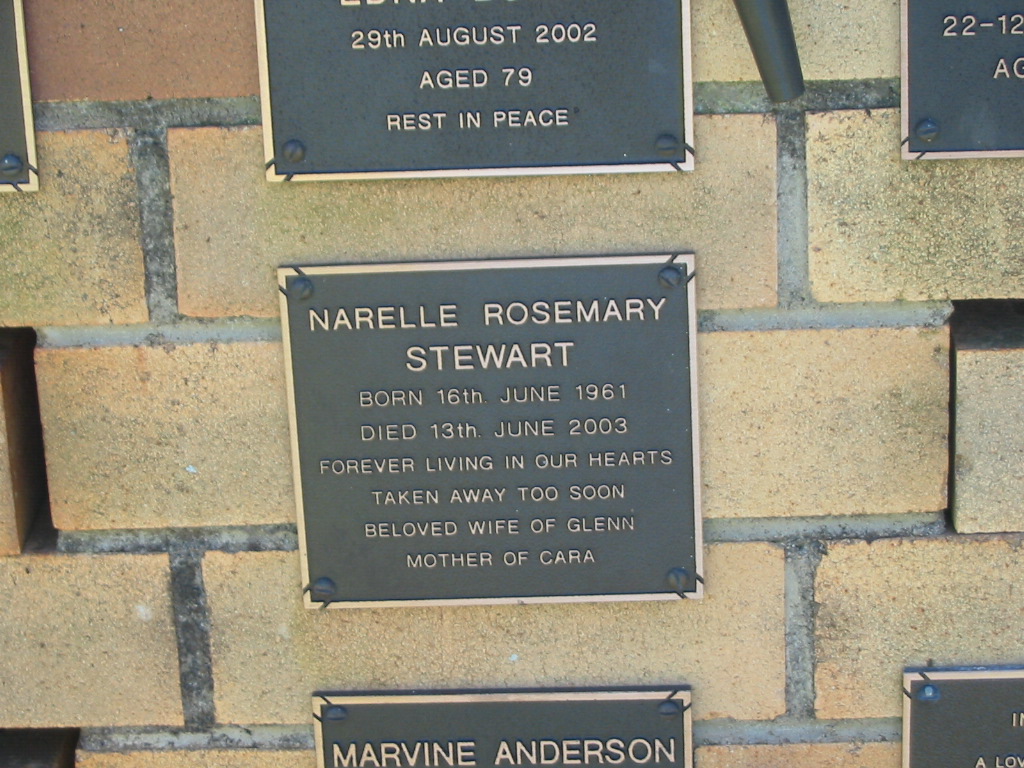 EDNA
29th AUGUST 2002
AGED 79
REST IN PEACE
22-12
NARELLE ROSEMARY
STEWART
BORN 16th. JUNE 1961
DIED 13th. JUNE 2003
FOREVER LIVING IN OUR HEARTS
TAKEN AWAY TOO SOON
BELOVED WIFE OF GLENN
MOTHER OF CARA
MARVINE ANDERSON
A